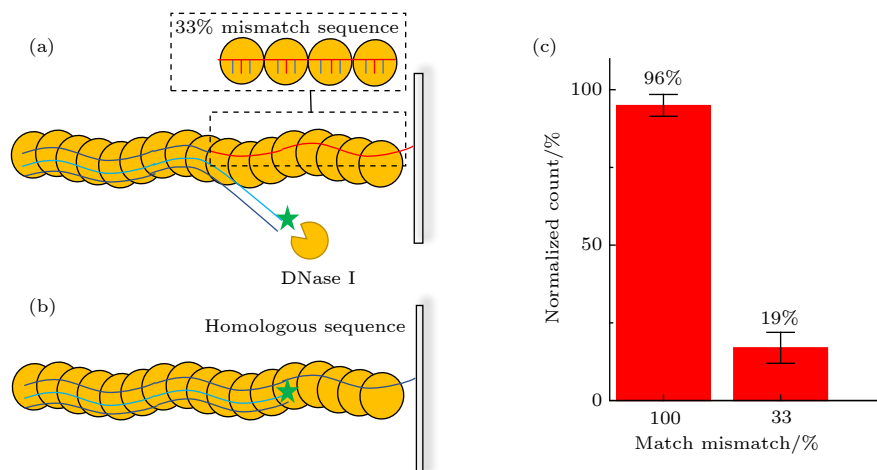 (a)
33% mismatch sequence
DNase I
(b)
Homologous sequence
(c)
96%
19%
100
50
0
Normalized count/%
100
33
Match mismatch/%